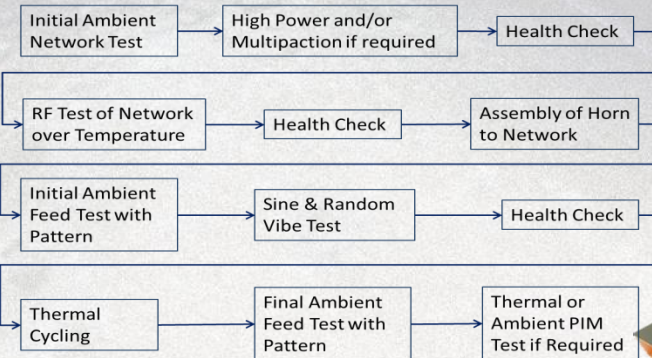 Initial Ambient
Network Test
High Power and/or
Multipaction if required
Health Check
RF Test of Network
over Temperature
Health Check
Assembly of Horn
to Network
Initial Ambient
Feed Test with
Pattern
Sine & Random
Vibe Test
Health Check
Thermal
Cycling
Final Ambient
Feed Test with
Pattern
Thermal or
Ambient PIM
Test if Required